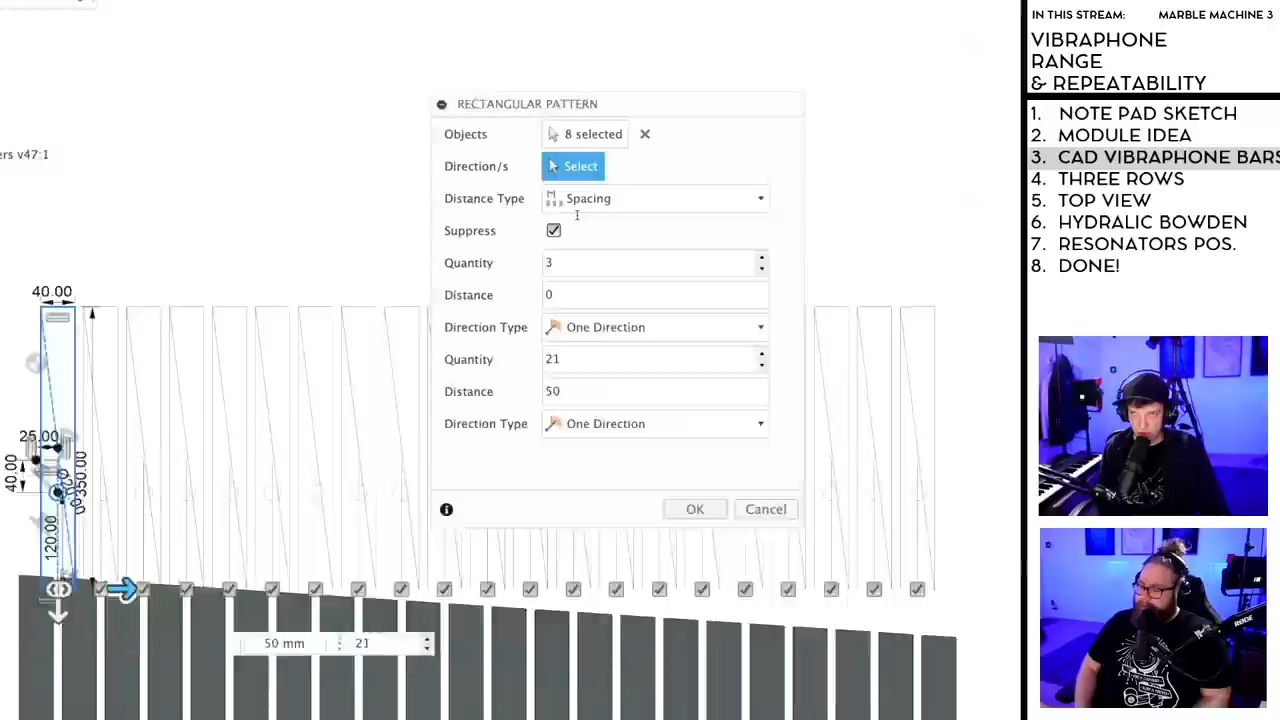 IN THIS STREAM: MARBLE MACHINE 3
VIBRAPHONE
RANGE
& REPEATABILITY
1. NOTE PAD SKETCH
2. MODULE IDEA
3. CAD VIBRAPHONE BARS
4. THREE ROWS
5. TOP VIEW
6. HYDRALIC BOWDEN
7. RESONATORS POS.
8. DONE!
RECTANGULAR PATTERN
Objects 8 selected
Direction/s Select
Distance Type Spacing
Suppress
Quantity 3
Distance 0
Direction Type One Direction
Quantity 21
Distance 50
Direction Type One Direction
OK Cancel
ers v47:1
40.00
25.00
40.00
350.00
120.00
50 mm 21
RØDE